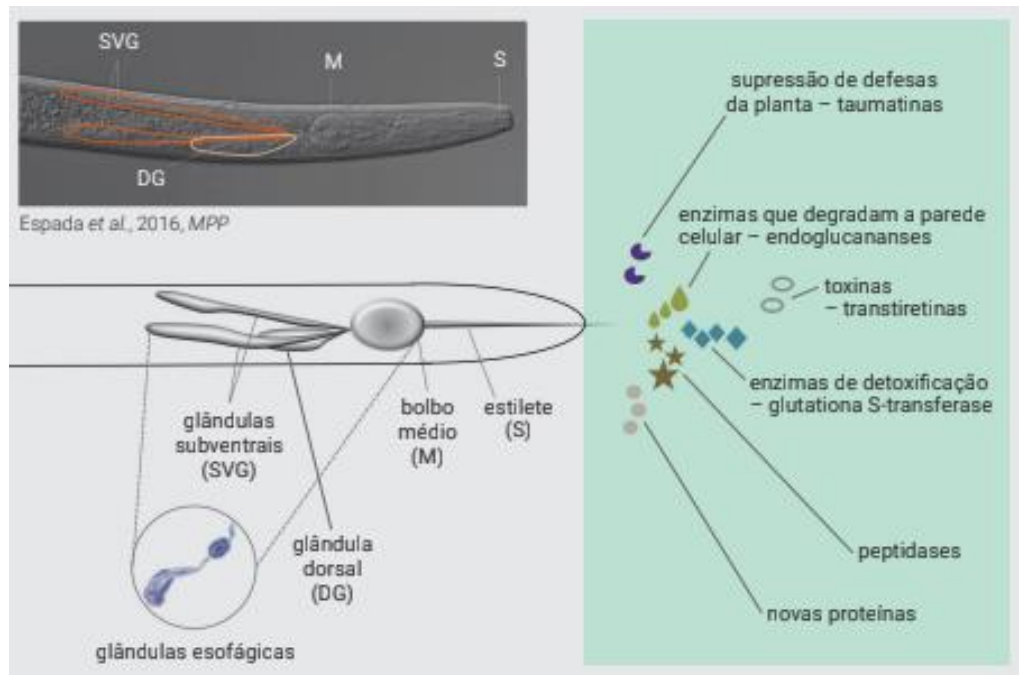 SVG
M
S
DG
Espada et al., 2016, MPP
glândulas
subventrais
(SVG)
bolbo
médio
(M)
estilete
(S)
glândula
dorsal
(DG)
glândulas esofágicas
supressão de defesas
da planta – taumatinas
enzimas que degradam a parede
celular – endoglucananses
toxinas
– transtiretinas
enzimas de detoxificação
– glutationa S-transferase
peptidases
novas proteínas